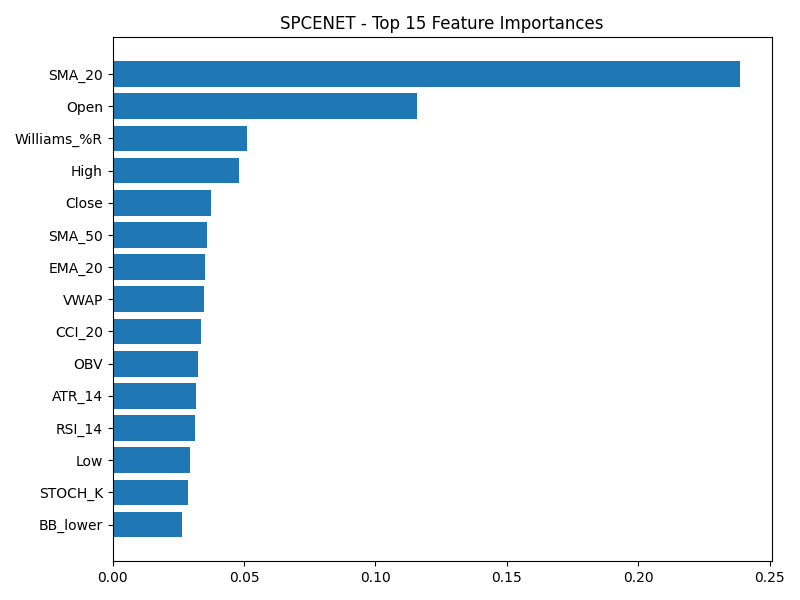 SPCENET - Top 15 Feature Importances
SMA_20
Open
Williams_%R
High
Close
SMA_50
EMA_20
VWAP
CCI_20
OBV
ATR_14
RSI_14
Low
STOCH_K
BB_lower
0.00 0.05 0.10 0.15 0.20 0.25